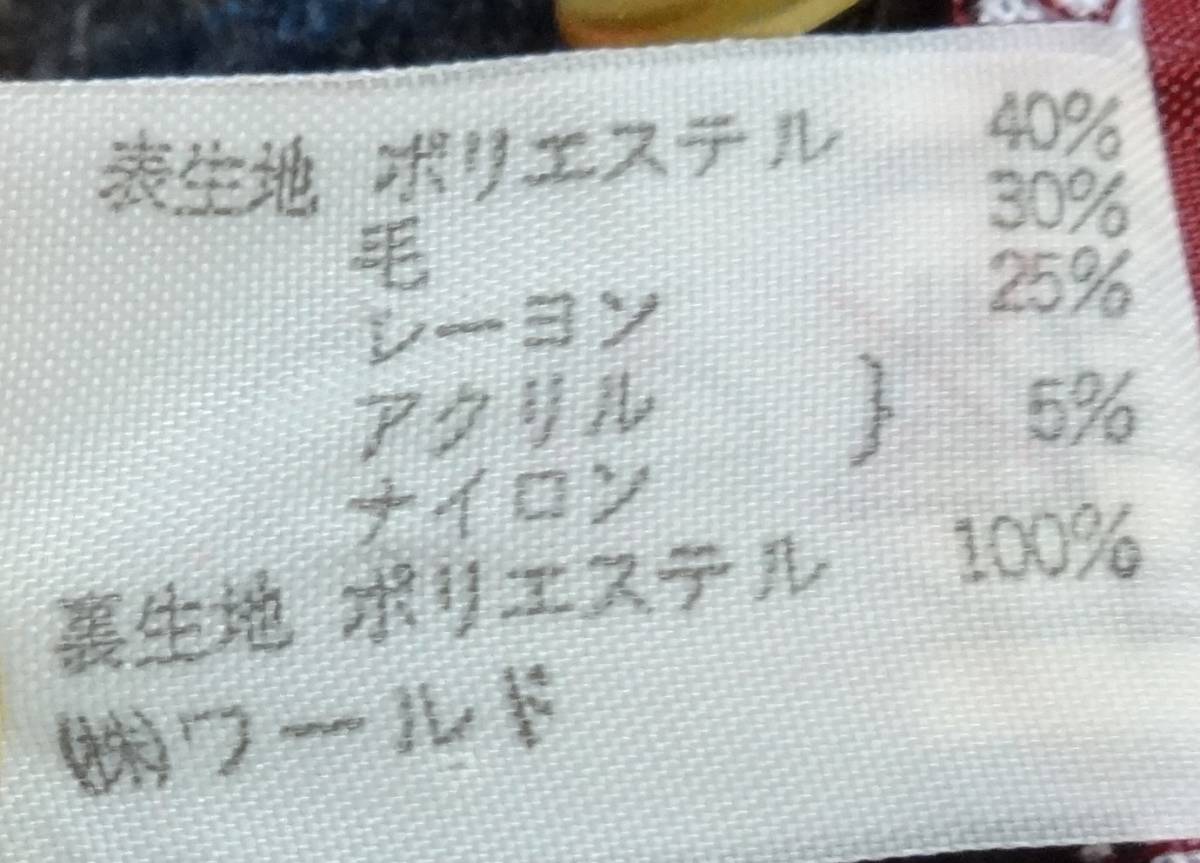 表生地 ポリエステル 40%
毛 30%
レーヨン 25%
アクリル
ナイロン } 5%
裏生地 ポリエステル 100%
㈱ワールド